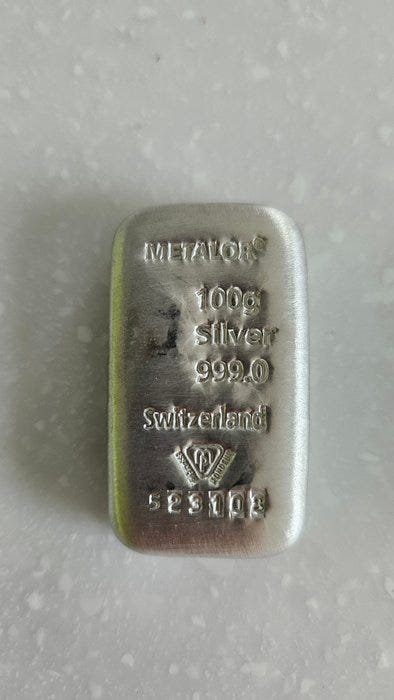 METALOR®
100g
Silver
999.0
Switzerland
523103